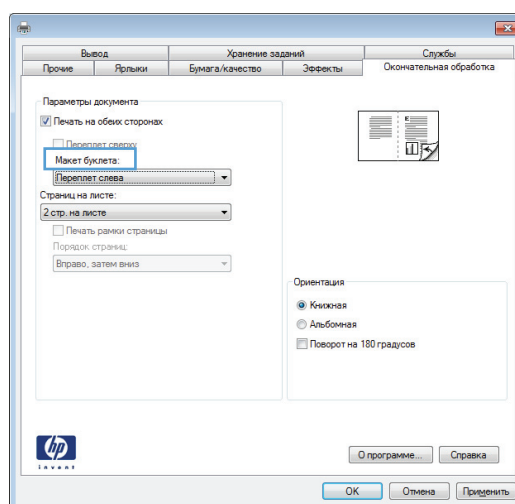 Вывод
Хранение заданий
Службы
Прочие
Ярлыки
Бумага/качество
Эффекты
Окончательная обработка
Параметры документа
Печать на обеих сторонах
Переплет сверху
Макет буклета:
Переплет слева
Страниц на листе:
2 стр. на листе
Печать рамки страницы
Порядок страниц:
Вправо, затем вниз
Ориентация
Книжная
Альбомная
Поворот на 180 градусов
hp
invent
О программе...
Справка
OK
Отмена
Применить